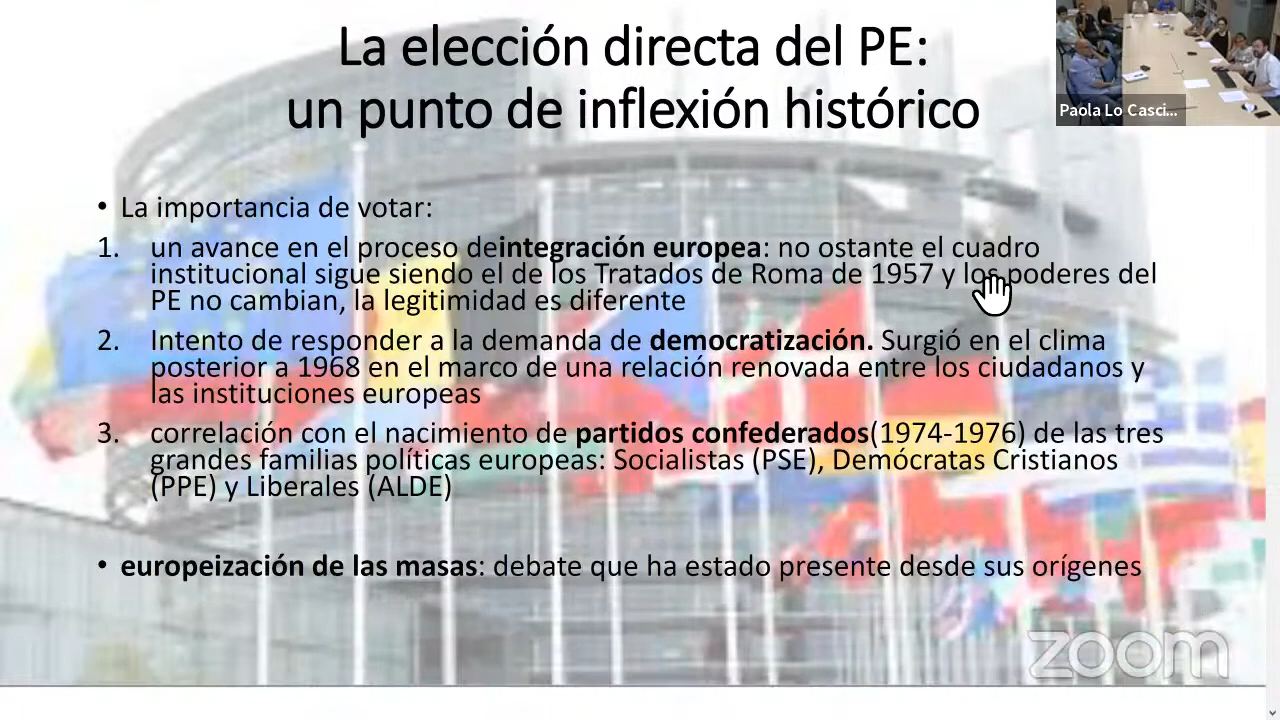 La elección directa del PE:
un punto de inflexión histórico
Paola Lo Casci...
• La importancia de votar:
1. un avance en el proceso deintegración europea: no ostante el cuadro
institucional sigue siendo el de los Tratados de Roma de 1957 y los poderes del
PE no cambian, la legitimidad es diferente
2. Intento de responder a la demanda de democratización. Surgió en el clima
posterior a 1968 en el marco de una relación renovada entre los ciudadanos y
las instituciones europeas
3. correlación con el nacimiento de partidos confederados(1974-1976) de las tres
grandes familias políticas europeas: Socialistas (PSE), Demócratas Cristianos
(PPE) y Liberales (ALDE)
• europeización de las masas: debate que ha estado presente desde sus orígenes
zoom